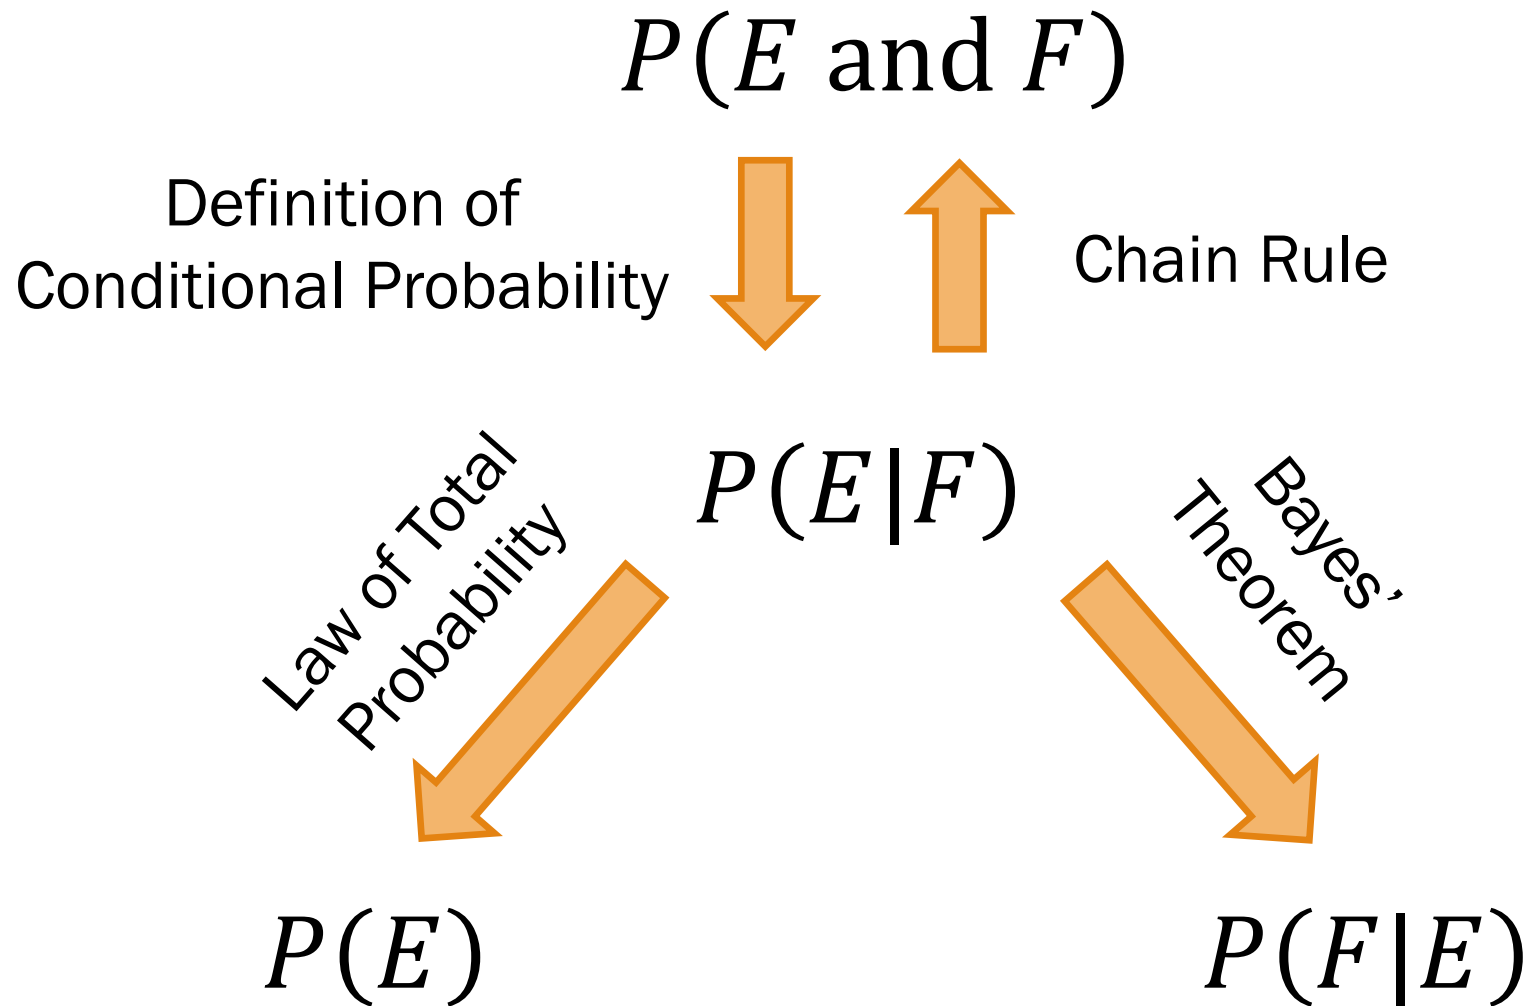 P(E and F)
Definition of
Conditional Probability
Chain Rule
P(E|F)
Law of Total
Probability
Bayes’
Theorem
P(E)
P(F|E)